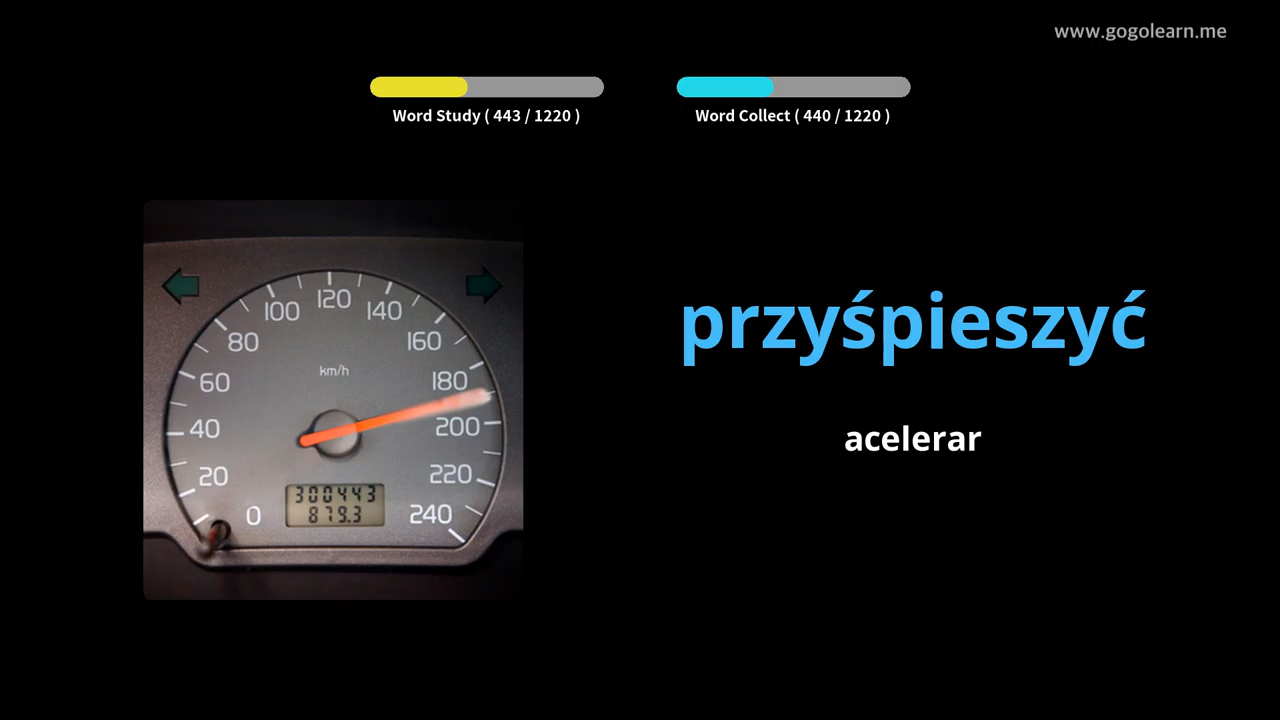 www.gogolearn.me
Word Study ( 443 / 1220 )
Word Collect ( 440 / 1220 )
przyśpieszyć
acelerar
120
100
140
80
160
km/h
60
180
40
200
20
220
0
240
300443
879.3